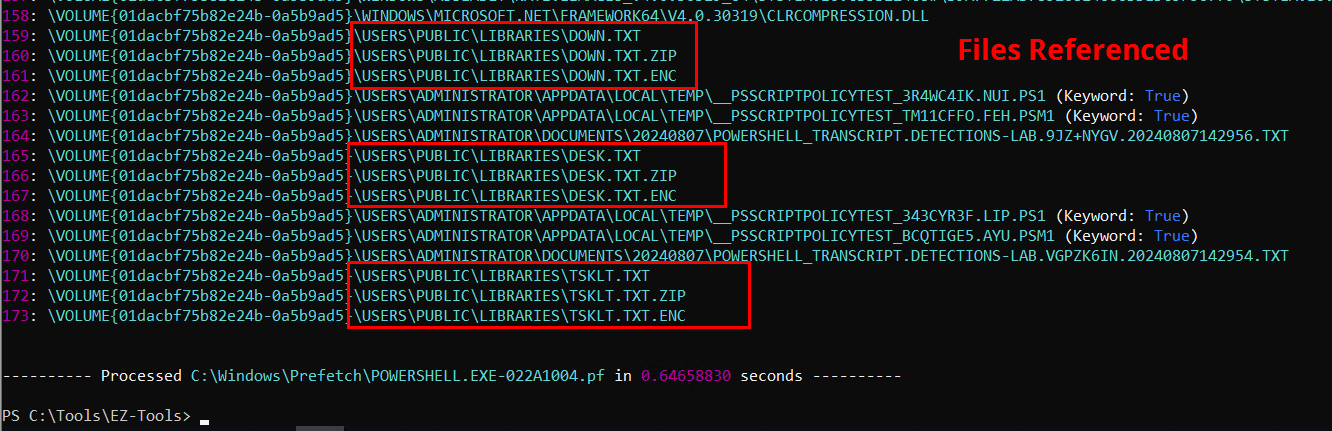 158: \VOLUME{01dacbf75b82e24b-0a5b9ad5}\WINDOWS\MICROSOFT.NET\FRAMEWORK64\V4.0.30319\CLRCOMPRESSION.DLL
159: \VOLUME{01dacbf75b82e24b-0a5b9ad5}\USERS\PUBLIC\LIBRARIES\DOWN.TXT
Files Referenced
160: \VOLUME{01dacbf75b82e24b-0a5b9ad5}\USERS\PUBLIC\LIBRARIES\DOWN.TXT.ZIP
161: \VOLUME{01dacbf75b82e24b-0a5b9ad5}\USERS\PUBLIC\LIBRARIES\DOWN.TXT.ENC
162: \VOLUME{01dacbf75b82e24b-0a5b9ad5}\USERS\ADMINISTRATOR\APPDATA\LOCAL\TEMP\__PSSCRIPTPOLICYTEST_3R4WC4IK.NUI.PS1 (Keyword: True)
163: \VOLUME{01dacbf75b82e24b-0a5b9ad5}\USERS\ADMINISTRATOR\APPDATA\LOCAL\TEMP\__PSSCRIPTPOLICYTEST_TM11CFFO.FEH.PSM1 (Keyword: True)
164: \VOLUME{01dacbf75b82e24b-0a5b9ad5}\USERS\ADMINISTRATOR\DOCUMENTS\20240807\POWERSHELL_TRANSCRIPT.DETECTIONS-LAB.9JZ+NYGV.20240807142956.TXT
165: \VOLUME{01dacbf75b82e24b-0a5b9ad5}\USERS\PUBLIC\LIBRARIES\DESK.TXT
166: \VOLUME{01dacbf75b82e24b-0a5b9ad5}\USERS\PUBLIC\LIBRARIES\DESK.TXT.ZIP
167: \VOLUME{01dacbf75b82e24b-0a5b9ad5}\USERS\PUBLIC\LIBRARIES\DESK.TXT.ENC
168: \VOLUME{01dacbf75b82e24b-0a5b9ad5}\USERS\ADMINISTRATOR\APPDATA\LOCAL\TEMP\__PSSCRIPTPOLICYTEST_343CYR3F.LIP.PS1 (Keyword: True)
169: \VOLUME{01dacbf75b82e24b-0a5b9ad5}\USERS\ADMINISTRATOR\APPDATA\LOCAL\TEMP\__PSSCRIPTPOLICYTEST_BCQTIGE5.AYU.PSM1 (Keyword: True)
170: \VOLUME{01dacbf75b82e24b-0a5b9ad5}\USERS\ADMINISTRATOR\DOCUMENTS\20240807\POWERSHELL_TRANSCRIPT.DETECTIONS-LAB.VGPZK6IN.20240807142954.TXT
171: \VOLUME{01dacbf75b82e24b-0a5b9ad5}\USERS\PUBLIC\LIBRARIES\TSKLT.TXT
172: \VOLUME{01dacbf75b82e24b-0a5b9ad5}\USERS\PUBLIC\LIBRARIES\TSKLT.TXT.ZIP
173: \VOLUME{01dacbf75b82e24b-0a5b9ad5}\USERS\PUBLIC\LIBRARIES\TSKLT.TXT.ENC
---------- Processed C:\Windows\Prefetch\POWERSHELL.EXE-022A1004.pf in 0.64658830 seconds ----------
PS C:\Tools\EZ-Tools>